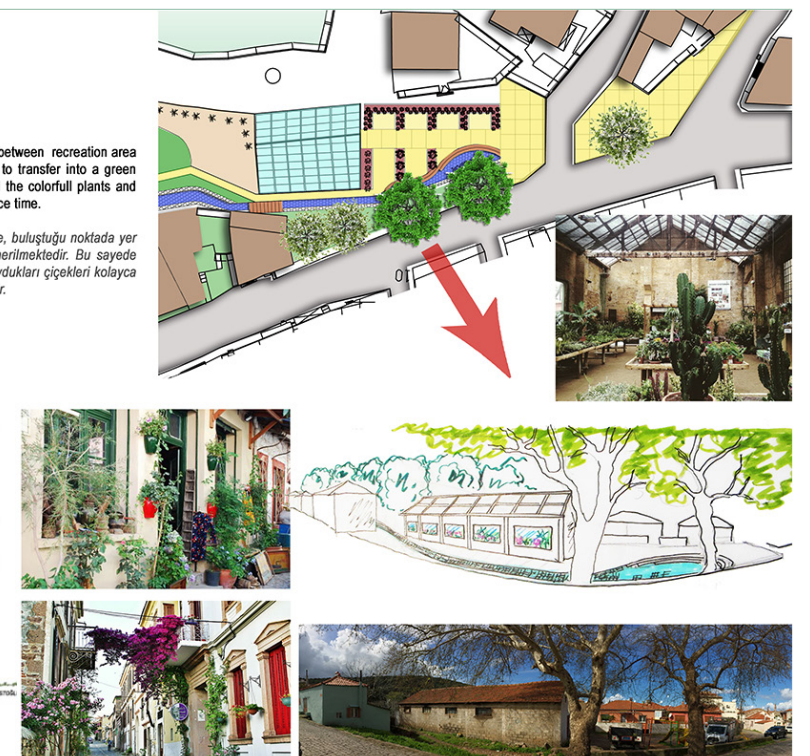 between recreation area
to transfer into a green
the colorfull plants and
ce time.
e, buluştuğu noktada yer
erilmektedir. Bu sayede
ydukları çiçekleri kolayca
r.
10